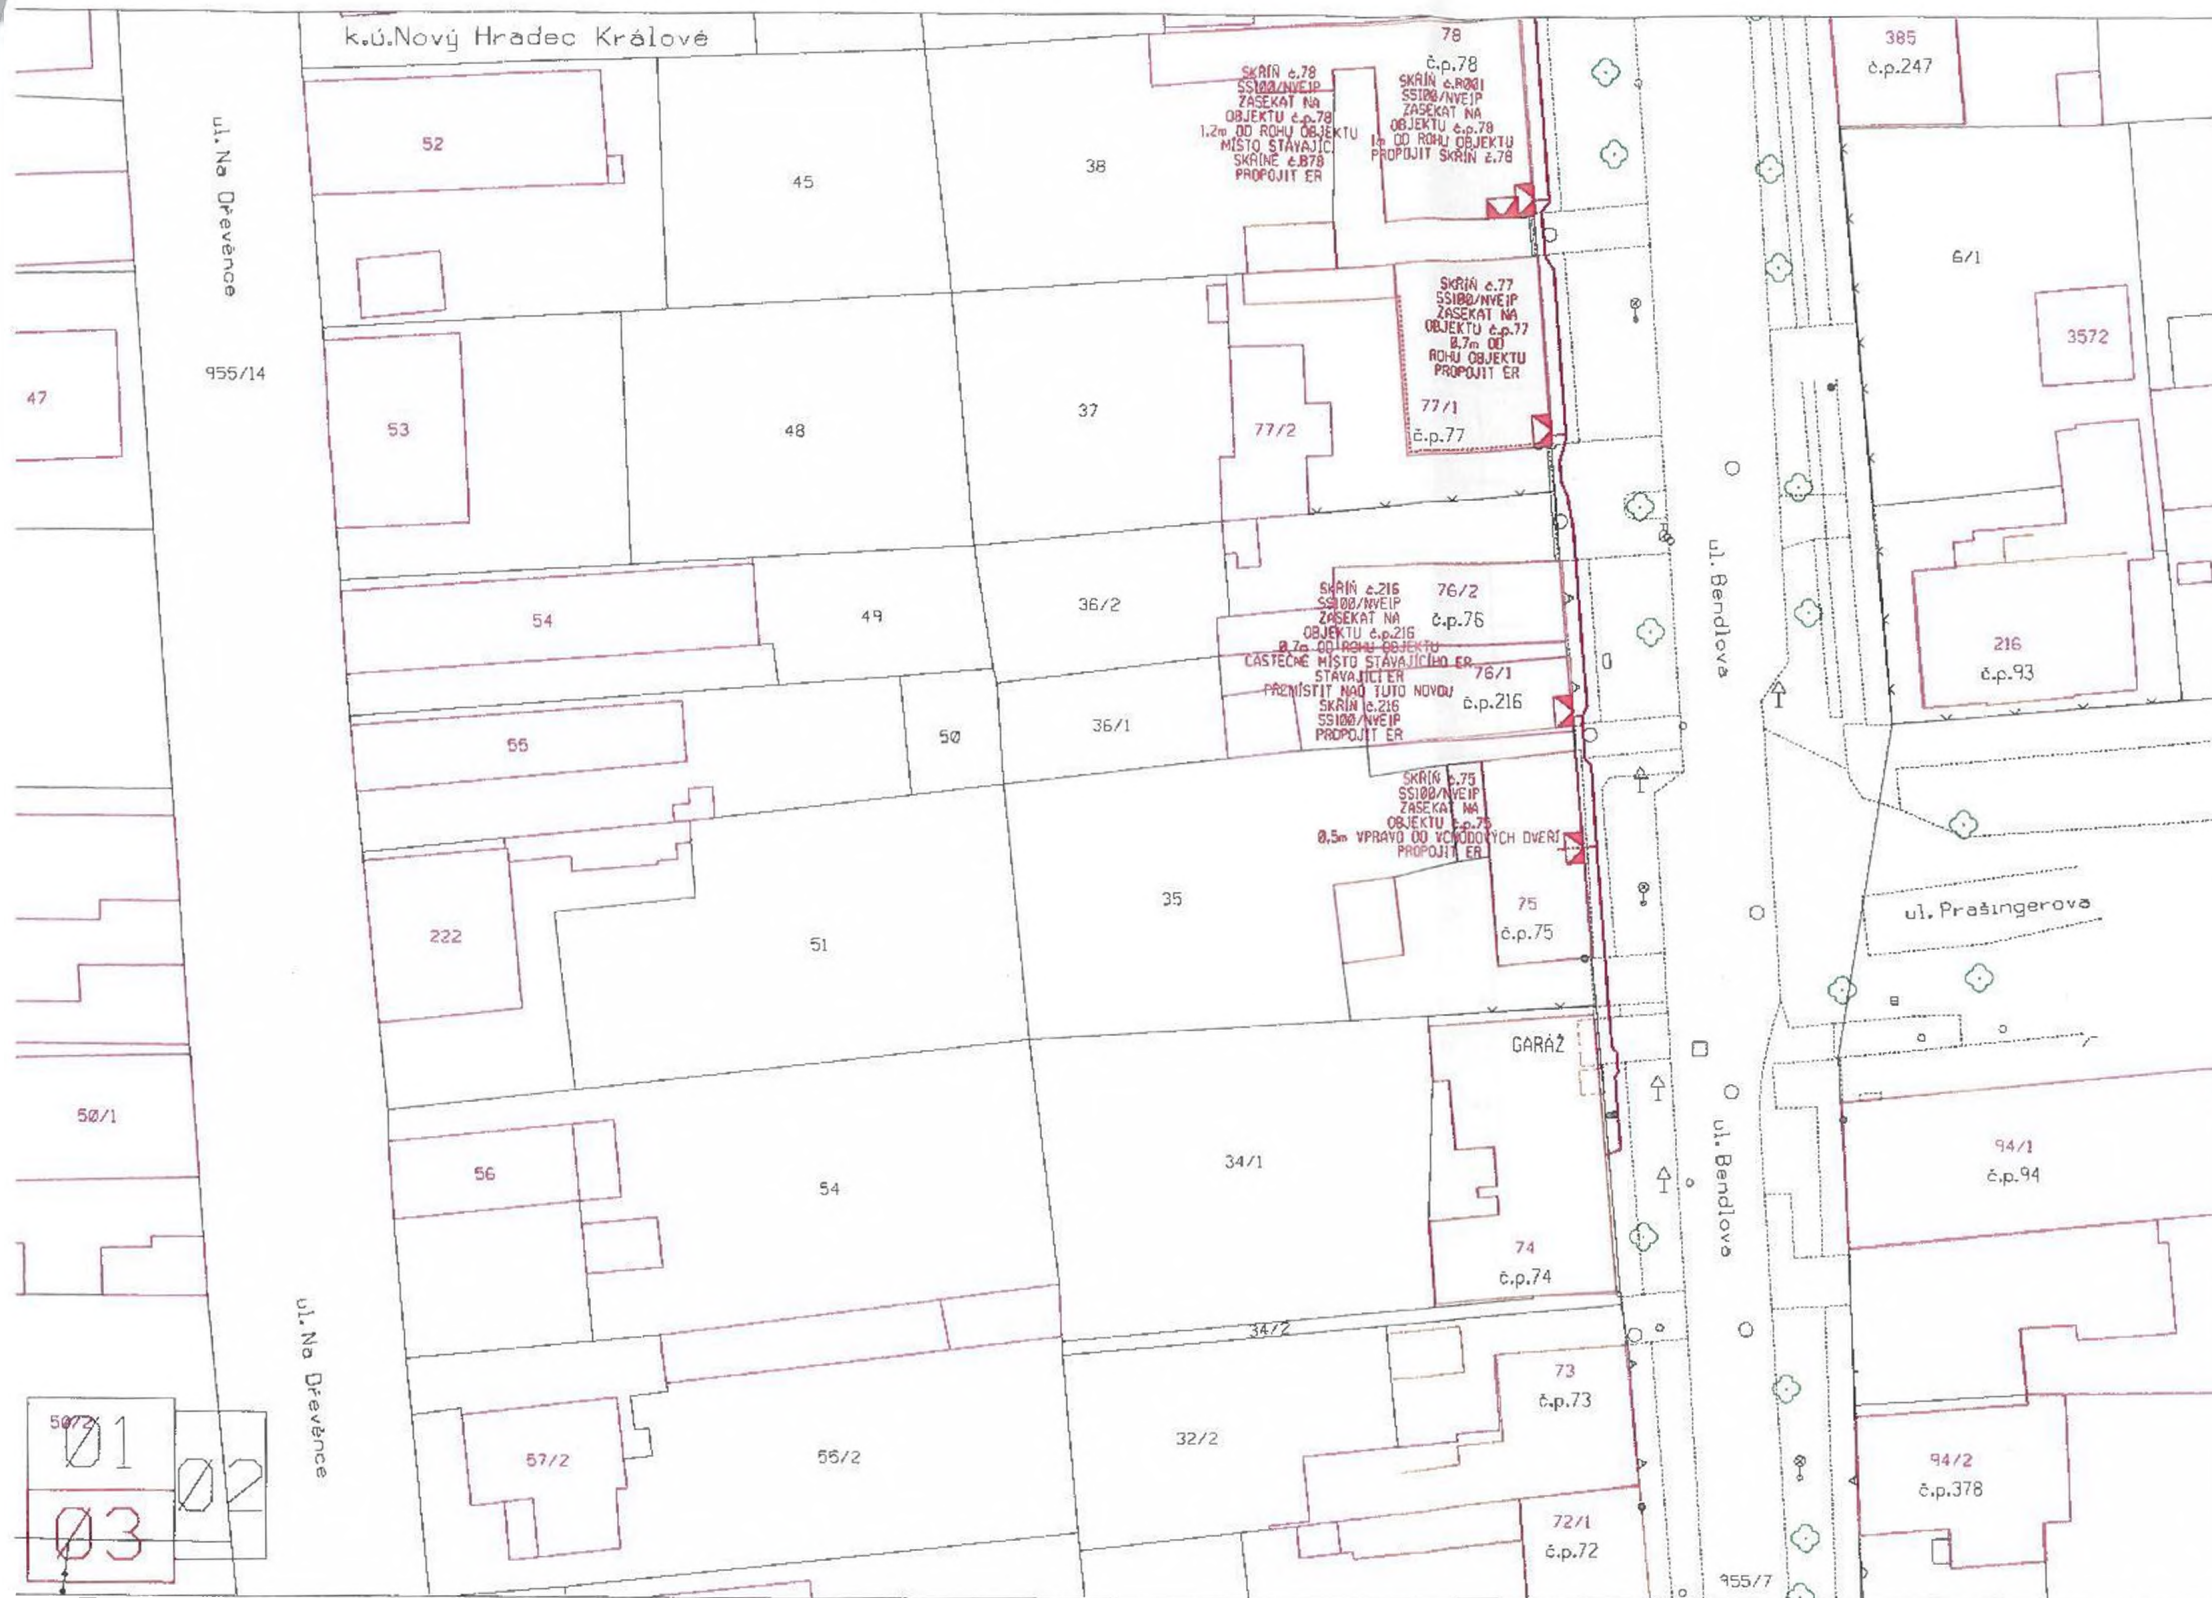 k.ú.Nový Hradec Králové
78
č.p.78
385
č.p.247
SKŘÍŇ č.78
SS100/NVE1P
ZASEKAT NA
OBJEKTU č.p.78
1,2m OD ROHU OBJEKTU
MÍSTO STÁVAJÍCÍ
SKŘÍNĚ č.B78
PROPOJIT ER
SKŘÍŇ č.R001
SS100/NVE1P
ZASEKAT NA
OBJEKTU č.p.78
1m OD ROHU OBJEKTU
PROPOJIT SKŘÍŇ č.78
52
45
38
ul. Na Dřevěnce
6/1
SKŘÍŇ č.77
SS100/NVE1P
ZASEKAT NA
OBJEKTU č.p.77
0,7m OD
ROHU OBJEKTU
PROPOJIT ER
3572
955/14
47
53
48
37
77/2
77/1
č.p.77
ul. Bendlova
54
49
36/2
SKŘÍŇ č.216
SS100/NVE1P
ZASEKAT NA
OBJEKTU č.p.216
0,7m OD ROHU OBJEKTU
ČÁSTEČNĚ MÍSTO STÁVAJÍCÍHO ER
STÁVAJÍCÍ ER
PŘEMÍSTIT NAD TUTO NOVOU
SKŘÍŇ č.216
SS100/NVE1P
PROPOJIT ER
76/2
č.p.76
76/1
č.p.216
216
č.p.93
55
50
36/1
SKŘÍŇ č.75
SS100/NVE1P
ZASEKAT NA
OBJEKTU č.p.75
0,5m VPRAVO OD VCHODOVÝCH DVEŘÍ
PROPOJIT ER
222
51
35
75
č.p.75
ul. Prašingerova
GARÁŽ
50/1
56
54
34/1
ul. Bendlova
94/1
č.p.94
74
č.p.74
ul. Na Dřevěnce
34/2
73
č.p.73
50/2
01
02
03
57/2
55/2
32/2
94/2
č.p.378
72/1
č.p.72
955/7